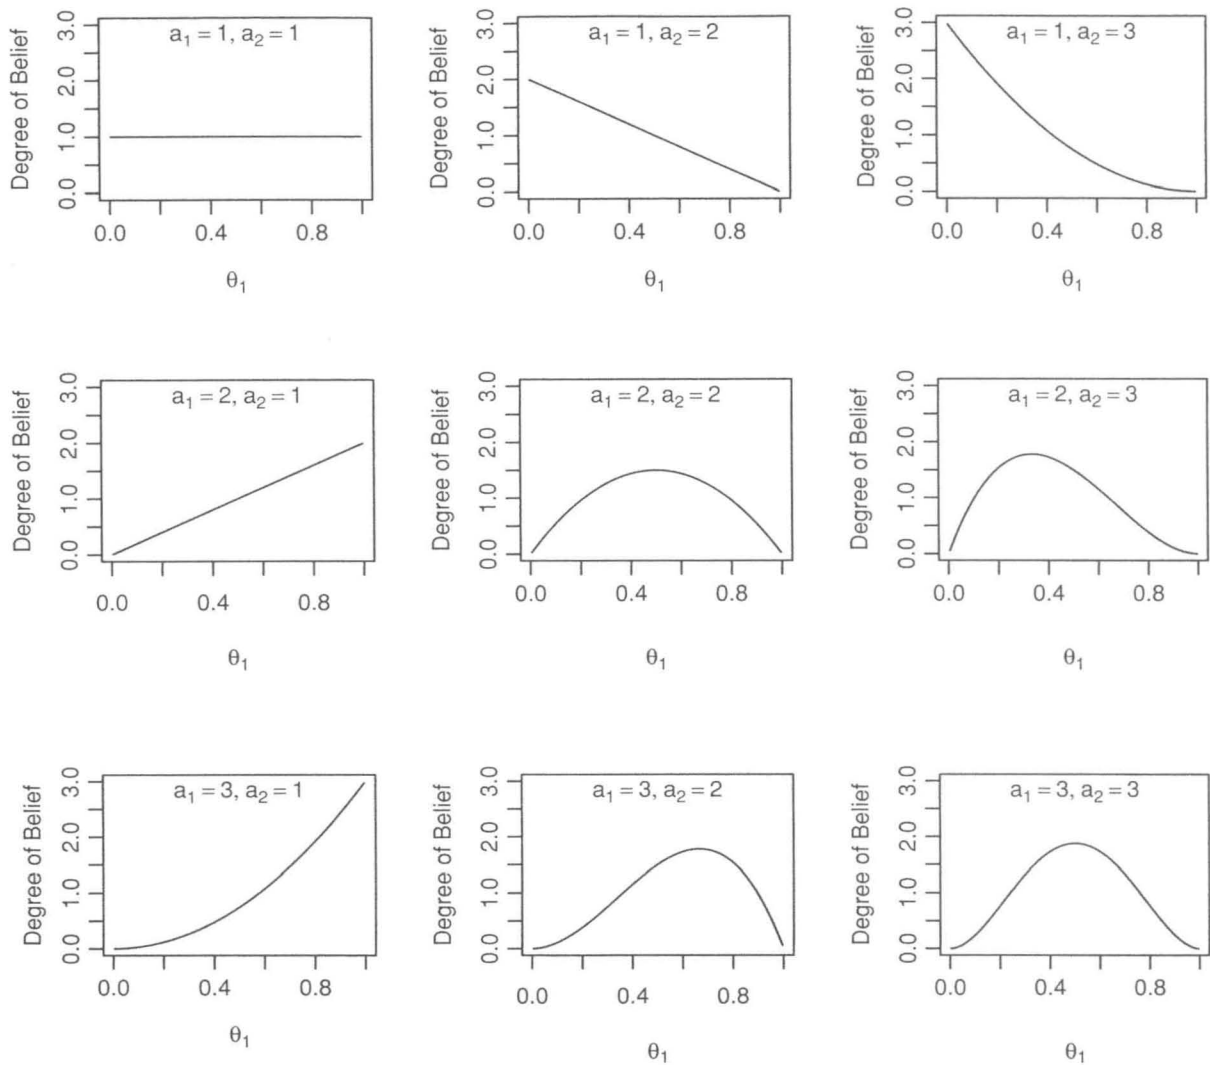 a₁ = 1, a₂ = 1
Degree of Belief
0.0 1.0 2.0 3.0
0.0 0.4 0.8
θ₁
a₁ = 1, a₂ = 2
Degree of Belief
0.0 1.0 2.0 3.0
0.0 0.4 0.8
θ₁
a₁ = 1, a₂ = 3
Degree of Belief
0.0 1.0 2.0 3.0
0.0 0.4 0.8
θ₁
a₁ = 2, a₂ = 1
Degree of Belief
0.0 1.0 2.0 3.0
0.0 0.4 0.8
θ₁
a₁ = 2, a₂ = 2
Degree of Belief
0.0 1.0 2.0 3.0
0.0 0.4 0.8
θ₁
a₁ = 2, a₂ = 3
Degree of Belief
0.0 1.0 2.0 3.0
0.0 0.4 0.8
θ₁
a₁ = 3, a₂ = 1
Degree of Belief
0.0 1.0 2.0 3.0
0.0 0.4 0.8
θ₁
a₁ = 3, a₂ = 2
Degree of Belief
0.0 1.0 2.0 3.0
0.0 0.4 0.8
θ₁
a₁ = 3, a₂ = 3
Degree of Belief
0.0 1.0 2.0 3.0
0.0 0.4 0.8
θ₁